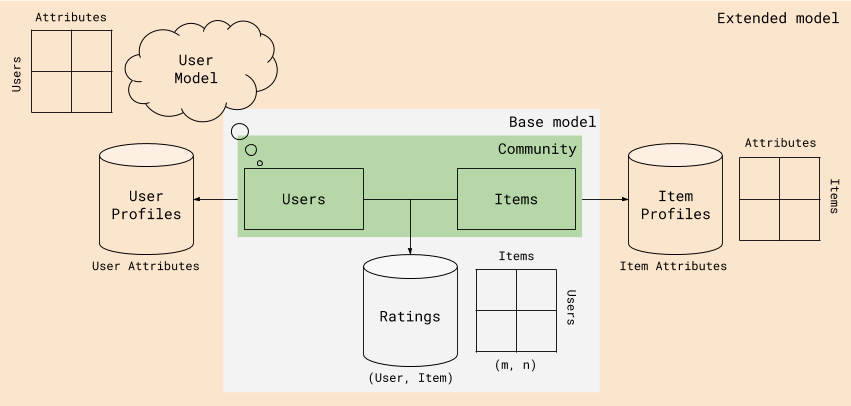 Extended model
Attributes
Users
User
Model
Base model
Community
Users
Items
User
Profiles
User Attributes
Item
Profiles
Item Attributes
Attributes
Items
Ratings
(User, Item)
Items
Users
(m, n)